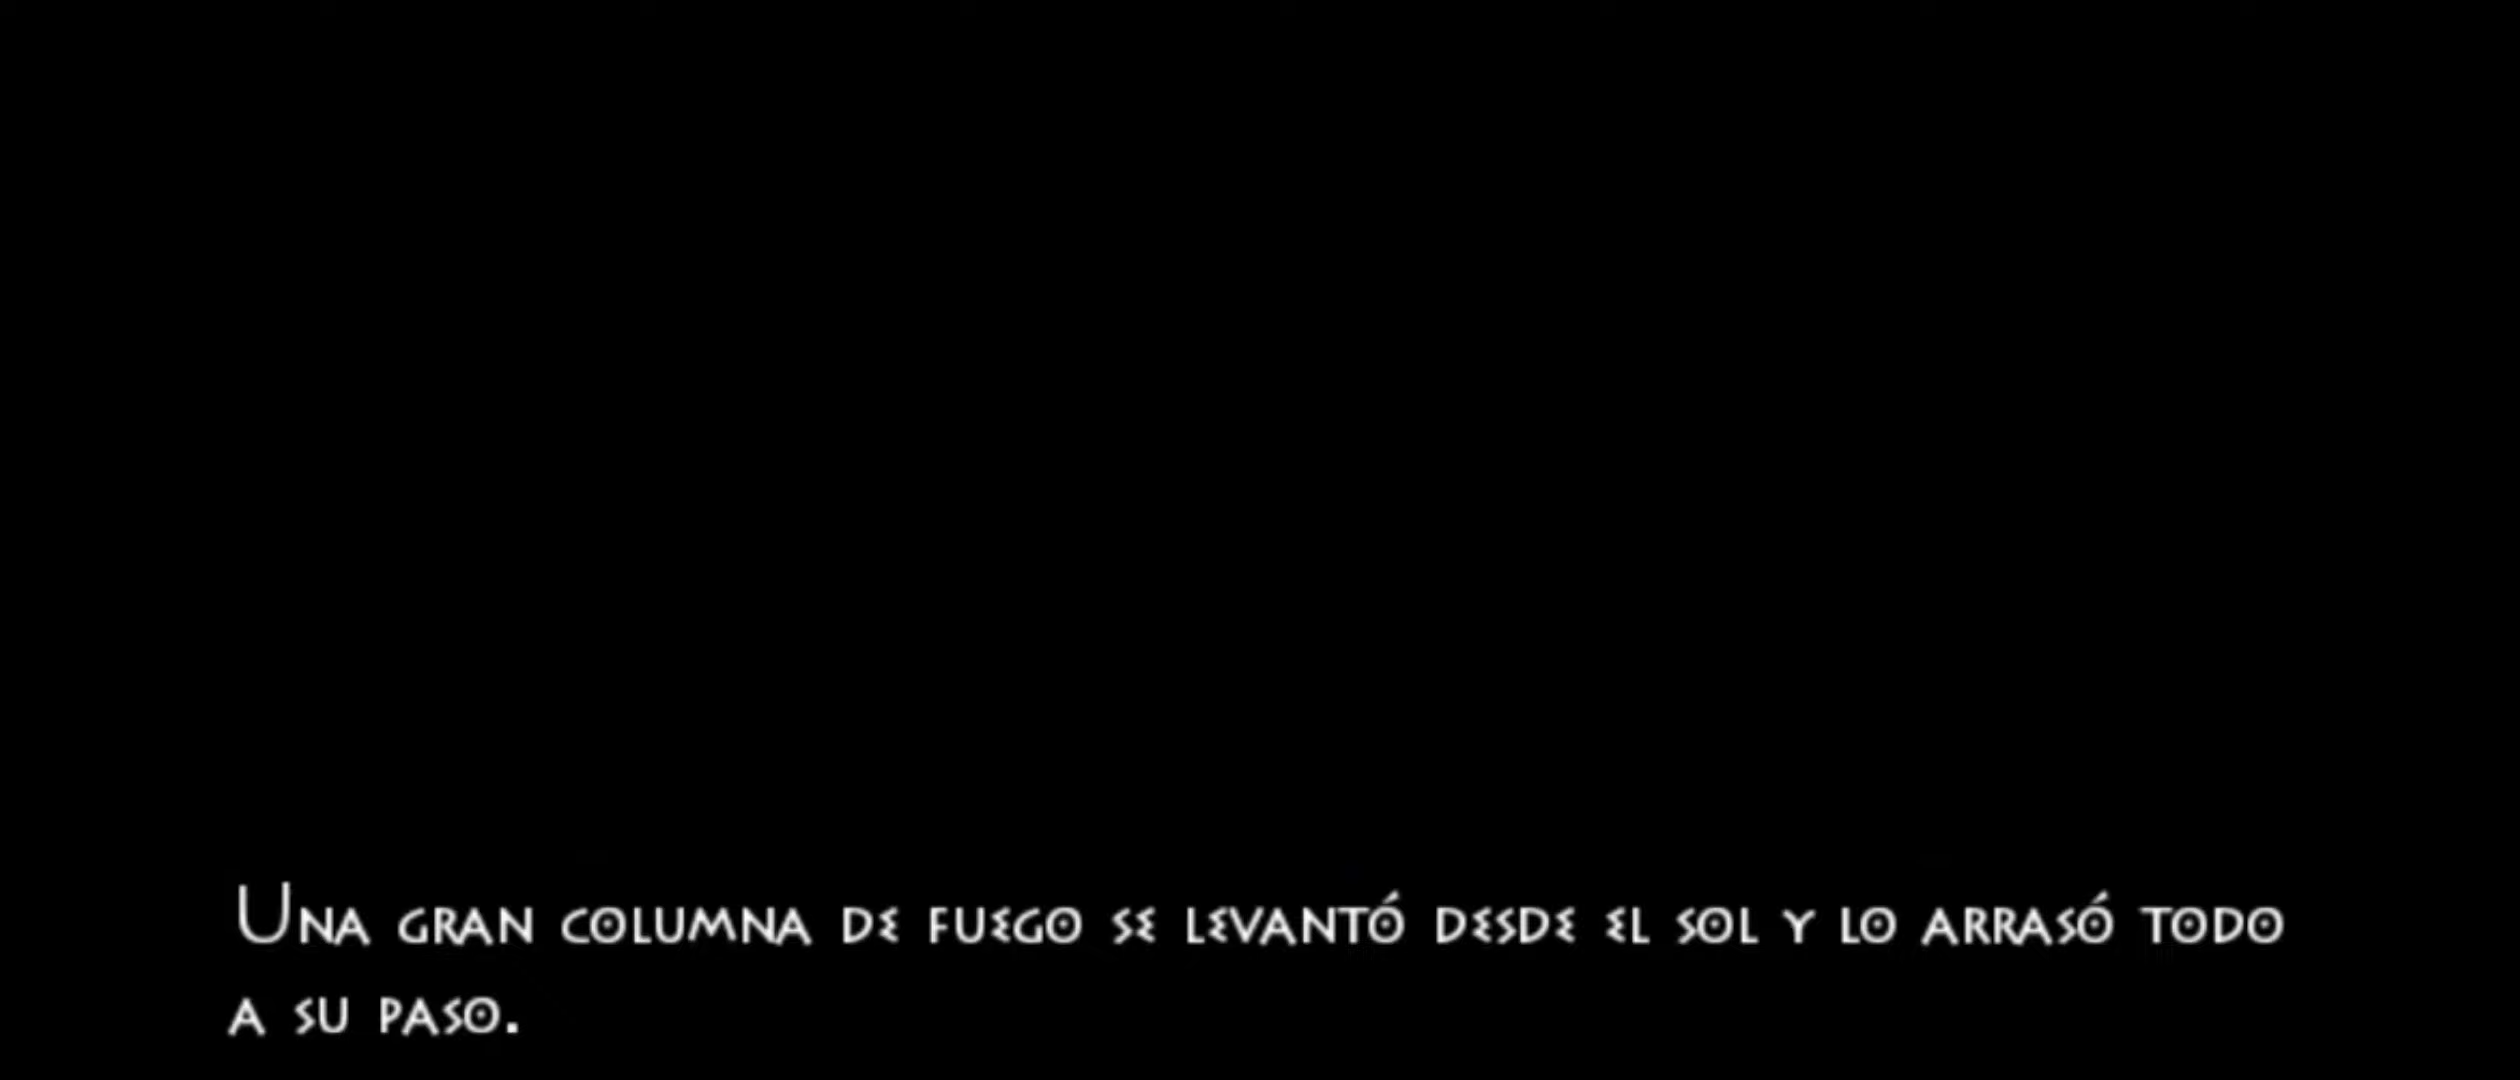 Una gran columna de fuego se levantó desde el sol y lo arrasó todo
a su paso.